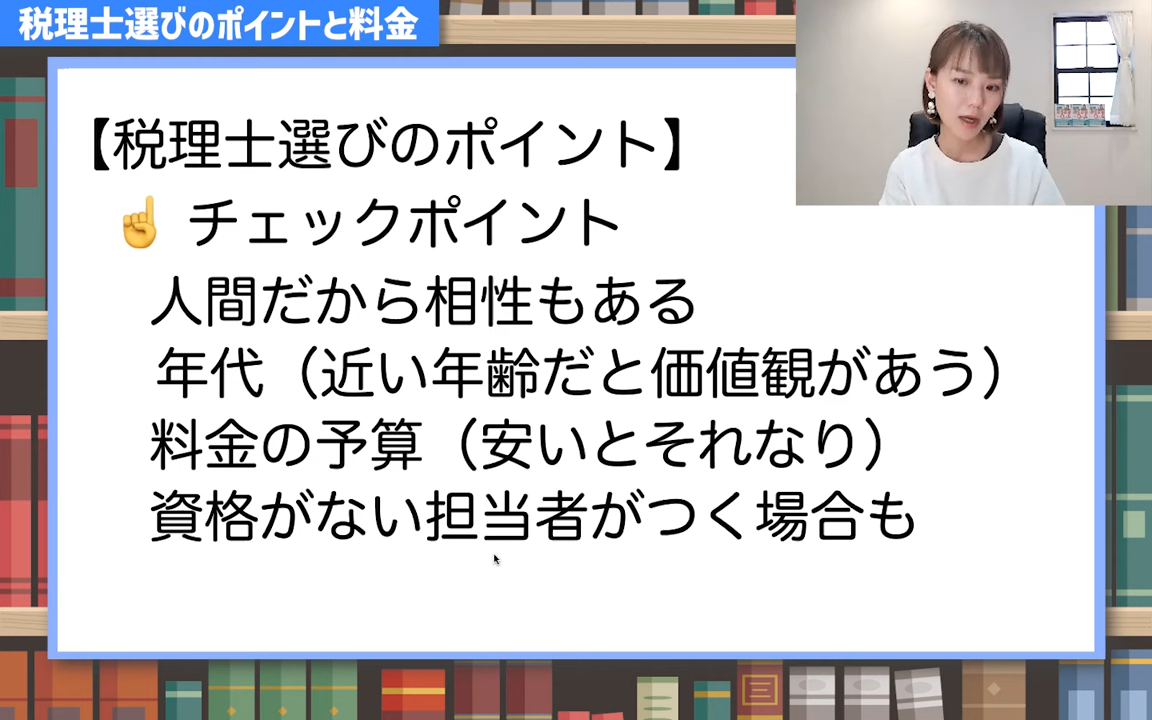 税理士選びのポイントと料金
【税理士選びのポイント】
☝ チェックポイント
人間だから相性もある
年代（近い年齢だと価値観があう）
料金の予算（安いとそれなり）
資格がない担当者がつく場合も